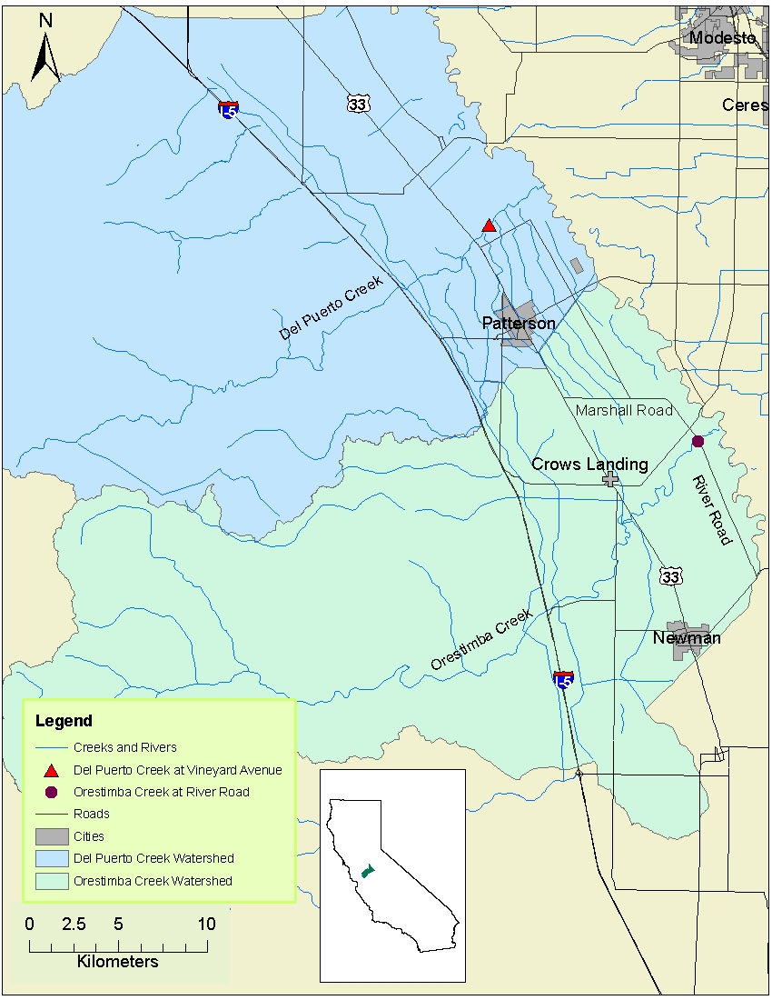 N
Modesto
Ceres
I-5
33
Del Puerto Creek
Patterson
Marshall Road
Crows Landing
River Road
33
Orestimba Creek
Newman
I-5
Legend
Creeks and Rivers
Del Puerto Creek at Vineyard Avenue
Orestimba Creek at River Road
Roads
Cities
Del Puerto Creek Watershed
Orestimba Creek Watershed
0 2.5 5 10
Kilometers